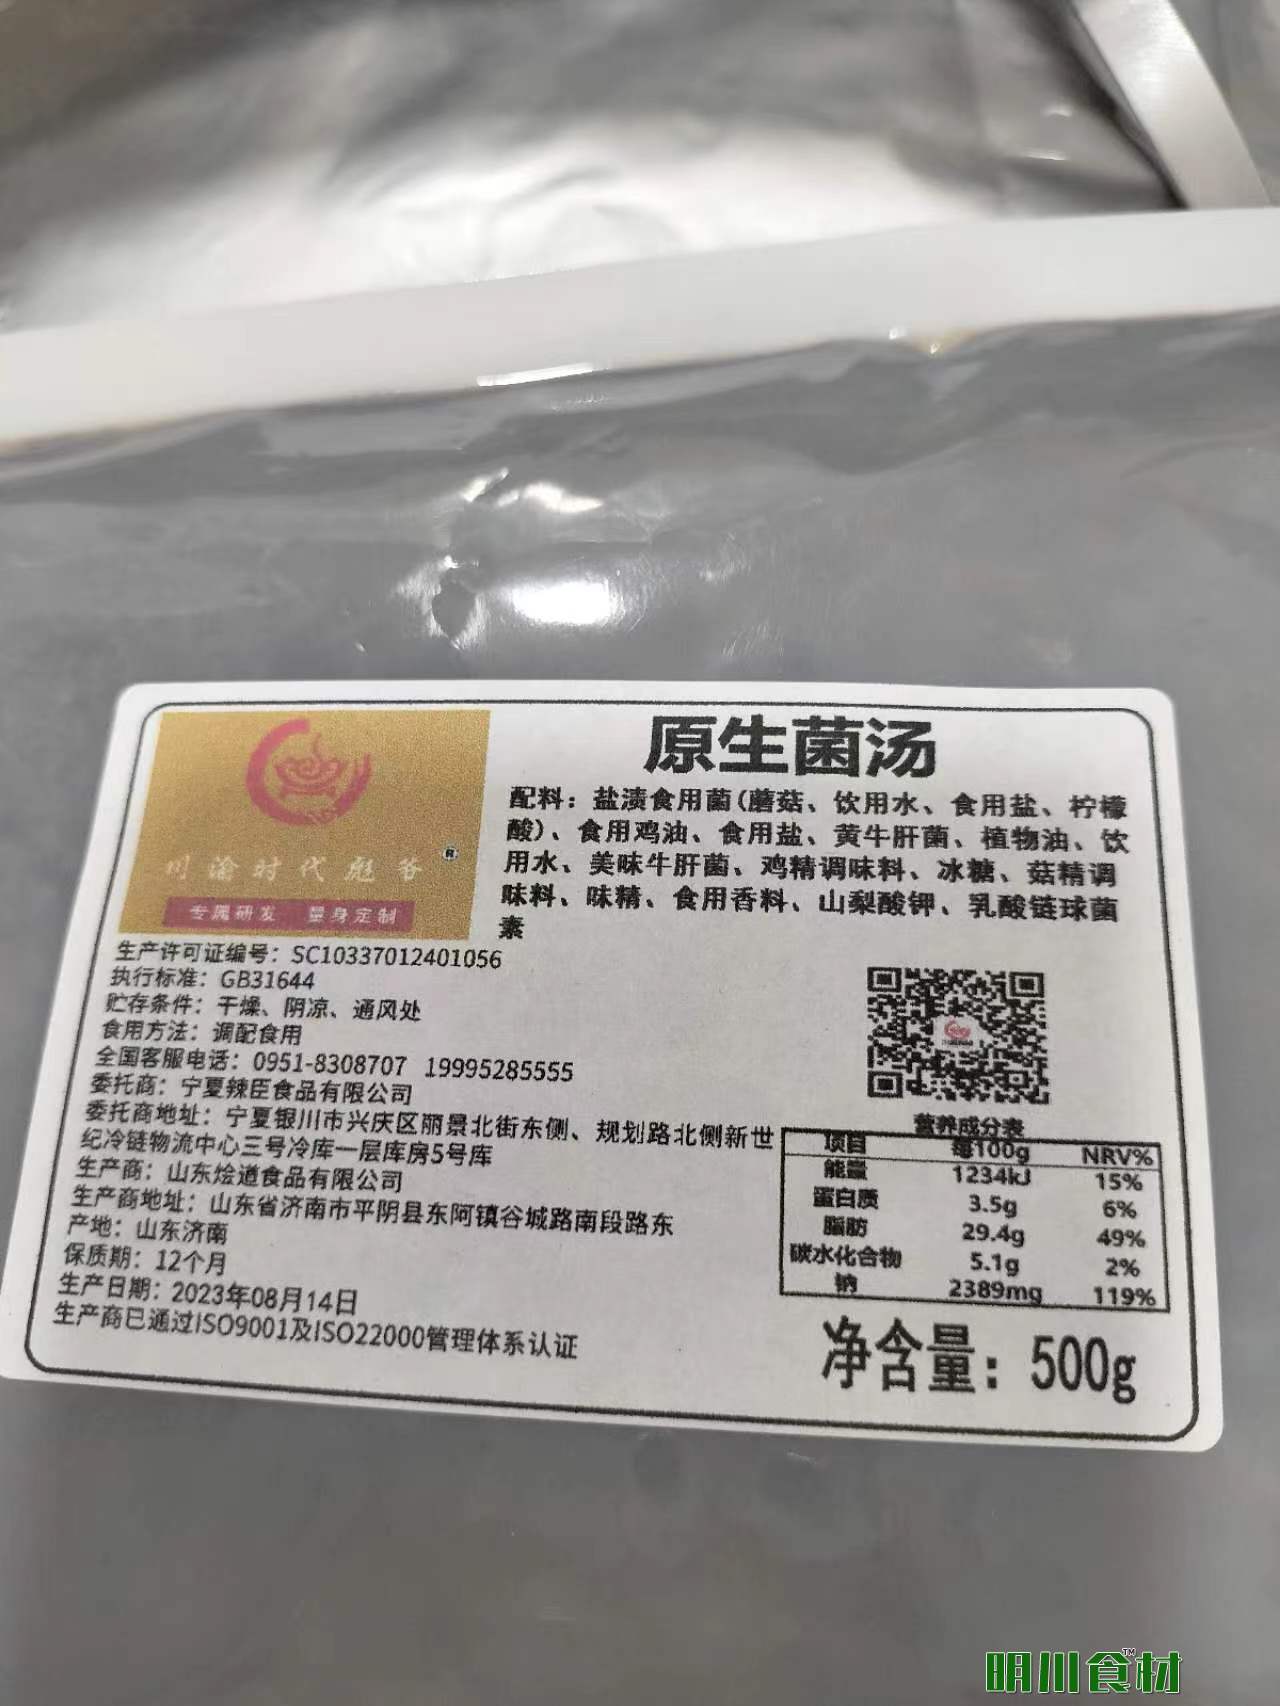 原生菌汤
配料：盐渍食用菌(蘑菇、饮用水、食用盐、柠檬
酸)、食用鸡油、食用盐、黄牛肝菌、植物油、饮
用水、美味牛肝菌、鸡精调味料、冰糖、菇精调
味料、味精、食用香料、山梨酸钾、乳酸链球菌
素
川渝时代彪爷
®
专属研发 量身定制
生产许可证编号：SC10337012401056
执行标准：GB31644
贮存条件：干燥、阴凉、通风处
食用方法：调配食用
全国客服电话：0951-8308707 19995285555
委托商：宁夏辣臣食品有限公司
委托商地址：宁夏银川市兴庆区丽景北街东侧、规划路北侧新世
纪冷链物流中心三号冷库一层库房5号库
生产商：山东烩道食品有限公司
生产商地址：山东省济南市平阴县东阿镇谷城路南段路东
产地：山东济南
保质期：12个月
生产日期：2023年08月14日
生产商已通过ISO9001及ISO22000管理体系认证
营养成分表
项目 每100g NRV%
能量 1234kJ 15%
蛋白质 3.5g 6%
脂肪 29.4g 49%
碳水化合物 5.1g 2%
钠 2389mg 119%
净含量：500g
明川食材™